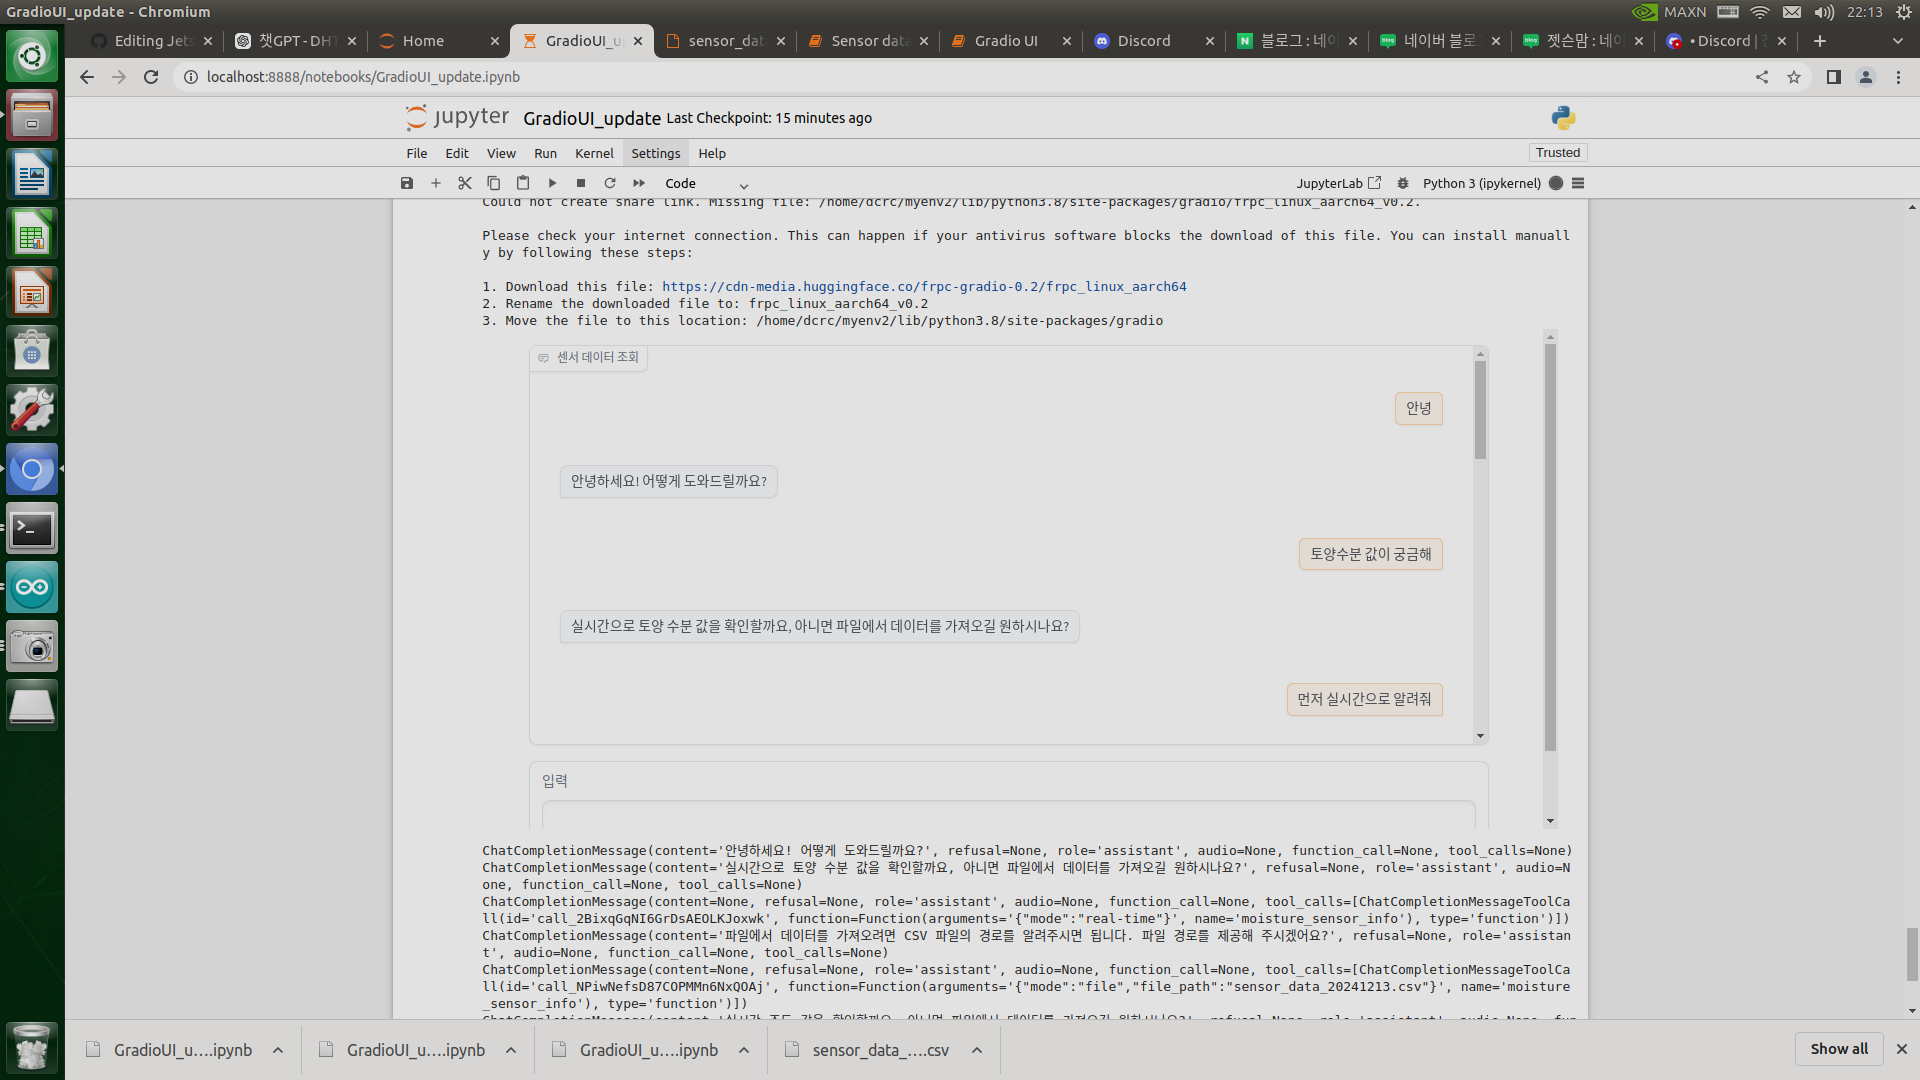 GradioUI_update - Chromium
MAXN
22:13
Editing Jets
챗GPT - DHT
Home
GradioUI_up
sensor_data
Sensor data
Gradio UI
Discord
블로그 : 네이
네이버 블로그
젯슨맘 : 네이
• Discord |
localhost:8888/notebooks/GradioUI_update.ipynb
jupyter GradioUI_update Last Checkpoint: 15 minutes ago
File Edit View Run Kernel Settings Help
Trusted
Code
JupyterLab
Python 3 (ipykernel)
Could not create share link. Missing file: /home/dcrc/myenv2/lib/python3.8/site-packages/gradio/frpc_linux_aarch64_v0.2.
Please check your internet connection. This can happen if your antivirus software blocks the download of this file. You can install manuall
y by following these steps:
1. Download this file: https://cdn-media.huggingface.co/frpc-gradio-0.2/frpc_linux_aarch64
2. Rename the downloaded file to: frpc_linux_aarch64_v0.2
3. Move the file to this location: /home/dcrc/myenv2/lib/python3.8/site-packages/gradio
센서 데이터 조회
안녕
안녕하세요! 어떻게 도와드릴까요?
토양수분 값이 궁금해
실시간으로 토양 수분 값을 확인할까요, 아니면 파일에서 데이터를 가져오길 원하시나요?
먼저 실시간으로 알려줘
입력
ChatCompletionMessage(content='안녕하세요! 어떻게 도와드릴까요?', refusal=None, role='assistant', audio=None, function_call=None, tool_calls=None)
ChatCompletionMessage(content='실시간으로 토양 수분 값을 확인할까요, 아니면 파일에서 데이터를 가져오길 원하시나요?', refusal=None, role='assistant', audio=N
one, function_call=None, tool_calls=None)
ChatCompletionMessage(content=None, refusal=None, role='assistant', audio=None, function_call=None, tool_calls=[ChatCompletionMessageToolCa
ll(id='call_2BixqGqNI6GrDsAEOLKJoxwk', function=Function(arguments='{"mode":"real-time"}', name='moisture_sensor_info'), type='function')])
ChatCompletionMessage(content='파일에서 데이터를 가져오려면 CSV 파일의 경로를 알려주시면 됩니다. 파일 경로를 제공해 주시겠어요?', refusal=None, role='assistan
t', audio=None, function_call=None, tool_calls=None)
ChatCompletionMessage(content=None, refusal=None, role='assistant', audio=None, function_call=None, tool_calls=[ChatCompletionMessageToolCa
ll(id='call_NPiwNefsD87COPMMn6NxQOAj', function=Function(arguments='{"mode":"file","file_path":"sensor_data_20241213.csv"}', name='moisture
_sensor_info'), type='function')])
GradioUI_u....ipynb
GradioUI_u....ipynb
GradioUI_u....ipynb
sensor_data_....csv
Show all